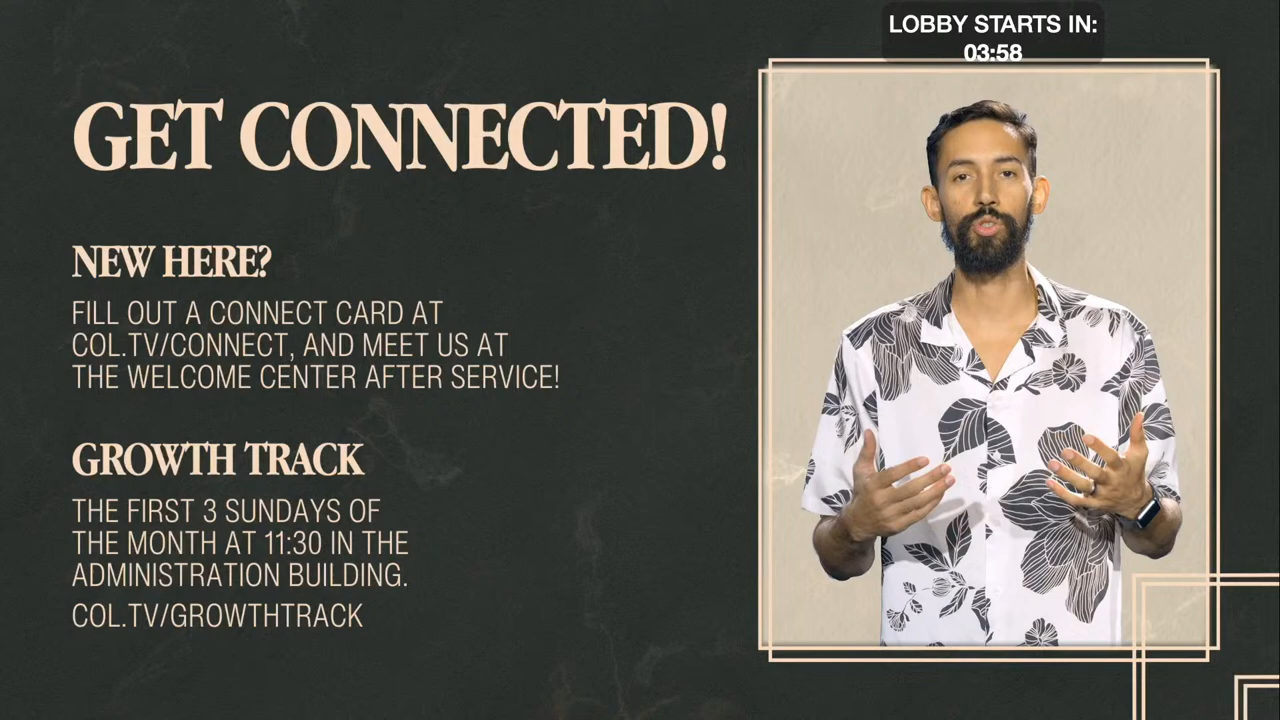 LOBBY STARTS IN:
03:58
GET CONNECTED!
NEW HERE?
FILL OUT A CONNECT CARD AT
COL.TV/CONNECT, AND MEET US AT
THE WELCOME CENTER AFTER SERVICE!
GROWTH TRACK
THE FIRST 3 SUNDAYS OF
THE MONTH AT 11:30 IN THE
ADMINISTRATION BUILDING.
COL.TV/GROWTHTRACK